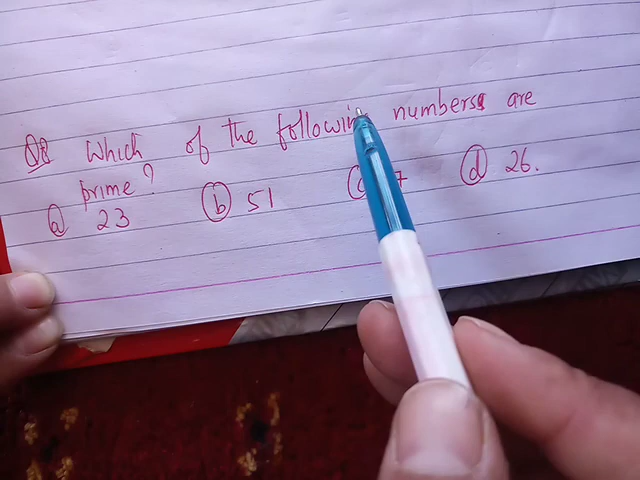 Q8 Which of the following numbers are
prime?
(a) 23 (b) 51 (c) (d) 26.